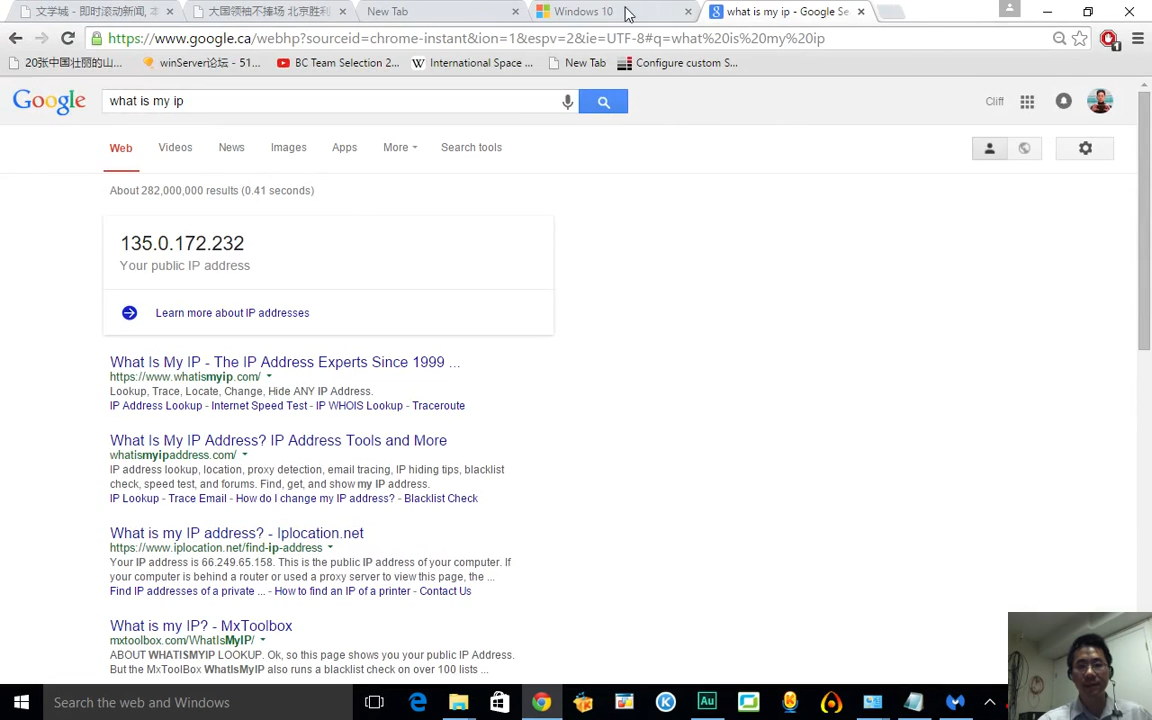 文学城 - 即时滚动新闻, 本
大国领袖不捧场 北京胜利
New Tab
Windows 10
what is my ip - Google Se
https://www.google.ca/webhp?sourceid=chrome-instant&ion=1&espv=2&ie=UTF-8#q=what%20is%20my%20ip
20张中国壮丽的山...
winServer论坛 - 51...
BC Team Selection 2...
International Space ...
New Tab
Configure custom S...
Google
what is my ip
Cliff
Web
Videos
News
Images
Apps
More
Search tools
About 282,000,000 results (0.41 seconds)
135.0.172.232
Your public IP address
Learn more about IP addresses
What Is My IP - The IP Address Experts Since 1999 ...
https://www.whatismyip.com/
Lookup, Trace, Locate, Change, Hide ANY IP Address.
IP Address Lookup - Internet Speed Test - IP WHOIS Lookup - Traceroute
What Is My IP Address? IP Address Tools and More
whatismyipaddress.com/
IP address lookup, location, proxy detection, email tracing, IP hiding tips, blacklist
check, speed test, and forums. Find, get, and show my IP address.
IP Lookup - Trace Email - How do I change my IP address? - Blacklist Check
What is my IP address? - Iplocation.net
https://www.iplocation.net/find-ip-address
Your IP address is 66.249.65.158. This is the public IP address of your computer. If
your computer is behind a router or used a proxy server to view this page, the ...
Find IP addresses of a private ... - How to find an IP of a printer - Contact Us
What is my IP? - MxToolbox
mxtoolbox.com/WhatIsMyIP/
ABOUT WHATISMYIP LOOKUP. Ok, so this page shows you your public IP Address.
But the MxToolBox WhatIsMyIP also runs a blacklist check on over 100 lists ...
Search the web and Windows
Au